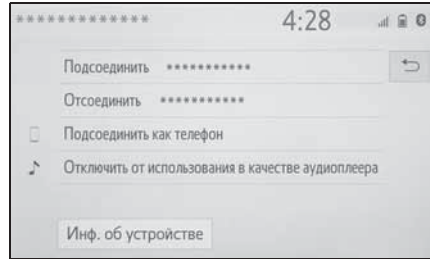 ************* 4:28
Подсоединить ***********
Отсоединить ***********
Подсоединить как телефон
Отключить от использования в качестве аудиоплеера
Инф. об устройстве